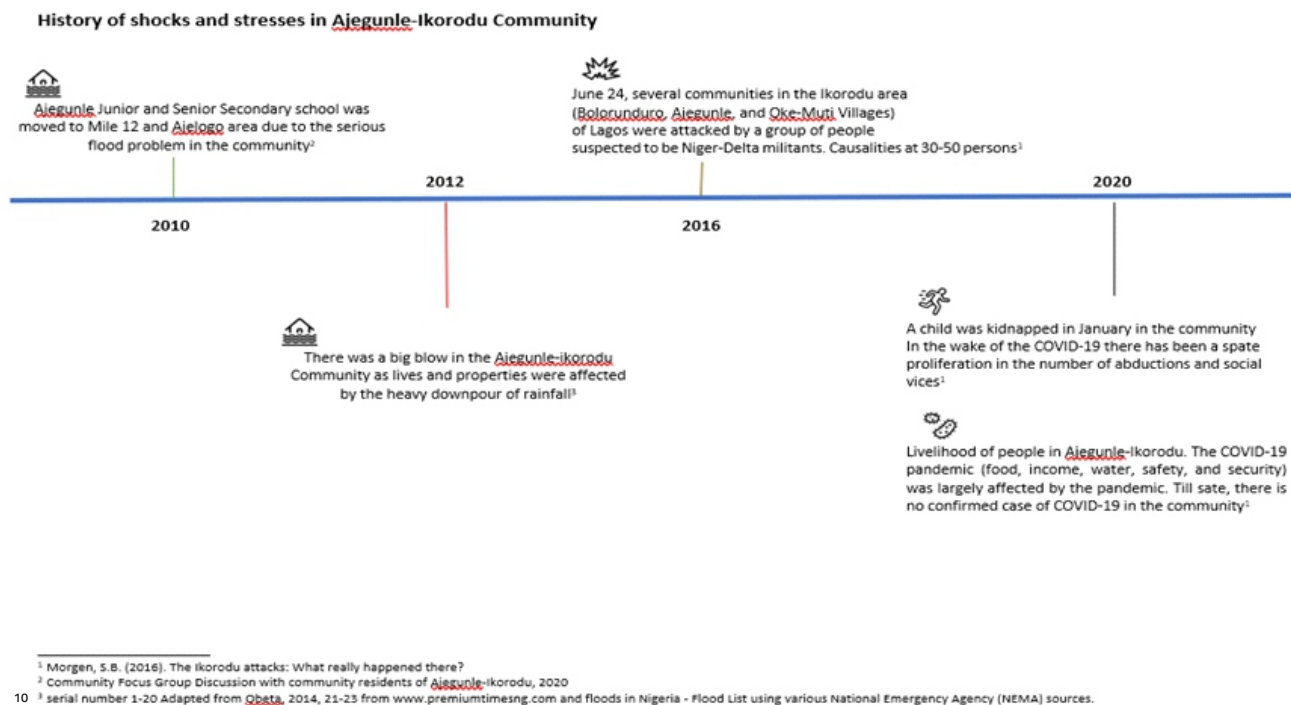 History of shocks and stresses in Ajegunle-Ikorodu Community
Ajegunle Junior and Senior Secondary school was
moved to Mile 12 and Ajelogo area due to the serious
flood problem in the community²
June 24, several communities in the Ikorodu area
(Bolorunduro, Ajegunle, and Oke-Muti Villages)
of Lagos were attacked by a group of people
suspected to be Niger-Delta militants. Causalities at 30-50 persons¹
2012
2020
2010
2016
There was a big blow in the Ajegunle-ikorodu
Community as lives and properties were affected
by the heavy downpour of rainfall³
A child was kidnapped in January in the community
In the wake of the COVID-19 there has been a spate
proliferation in the number of abductions and social
vices¹
Livelihood of people in Ajegunle-Ikorodu. The COVID-19
pandemic (food, income, water, safety, and security)
was largely affected by the pandemic. Till sate, there is
no confirmed case of COVID-19 in the community¹
¹ Morgen, S.B. (2016). The Ikorodu attacks: What really happened there?
² Community Focus Group Discussion with community residents of Ajegunle-Ikorodu, 2020
10 ³ serial number 1-20 Adapted from Obeta, 2014, 21-23 from www.premiumtimesng.com and floods in Nigeria - Flood List using various National Emergency Agency (NEMA) sources.